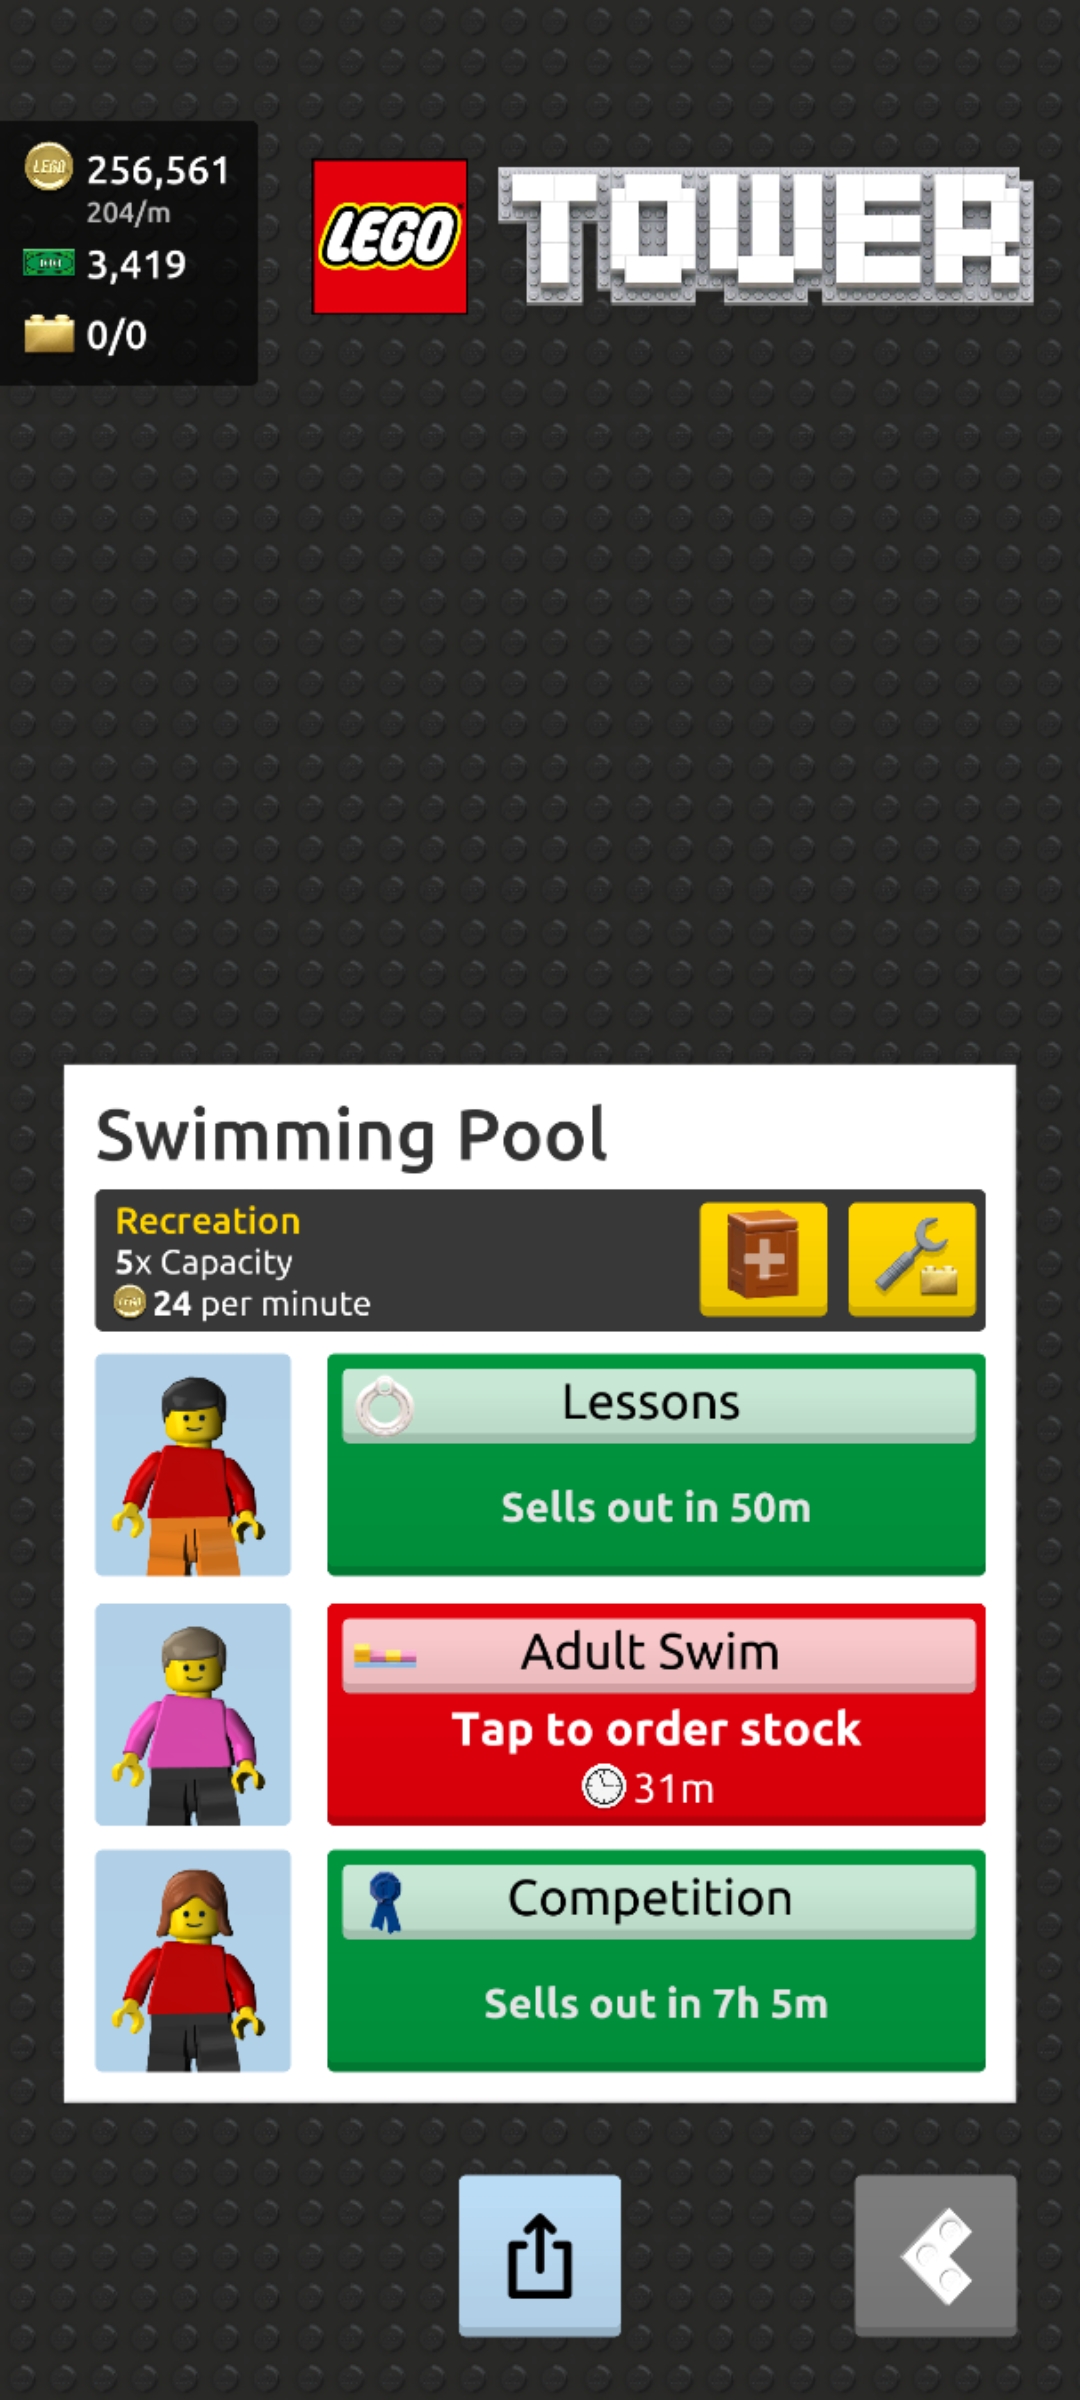 256,561
204/m
3,419
0/0
LEGO TOWER
Swimming Pool
Recreation
5x Capacity
24 per minute
Lessons
Sells out in 50m
Adult Swim
Tap to order stock
31m
Competition
Sells out in 7h 5m